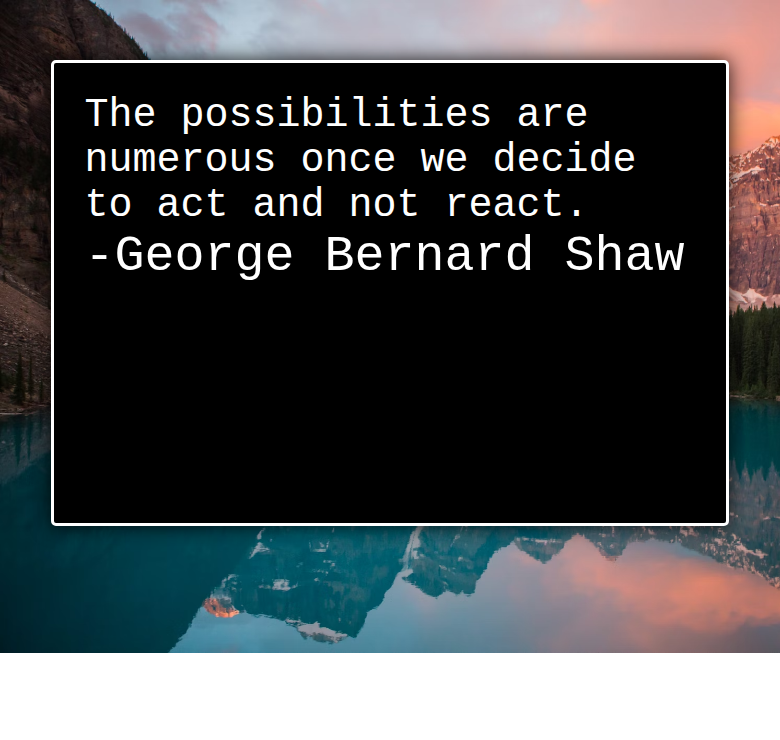 The possibilities are
numerous once we decide
to act and not react.
-George Bernard Shaw